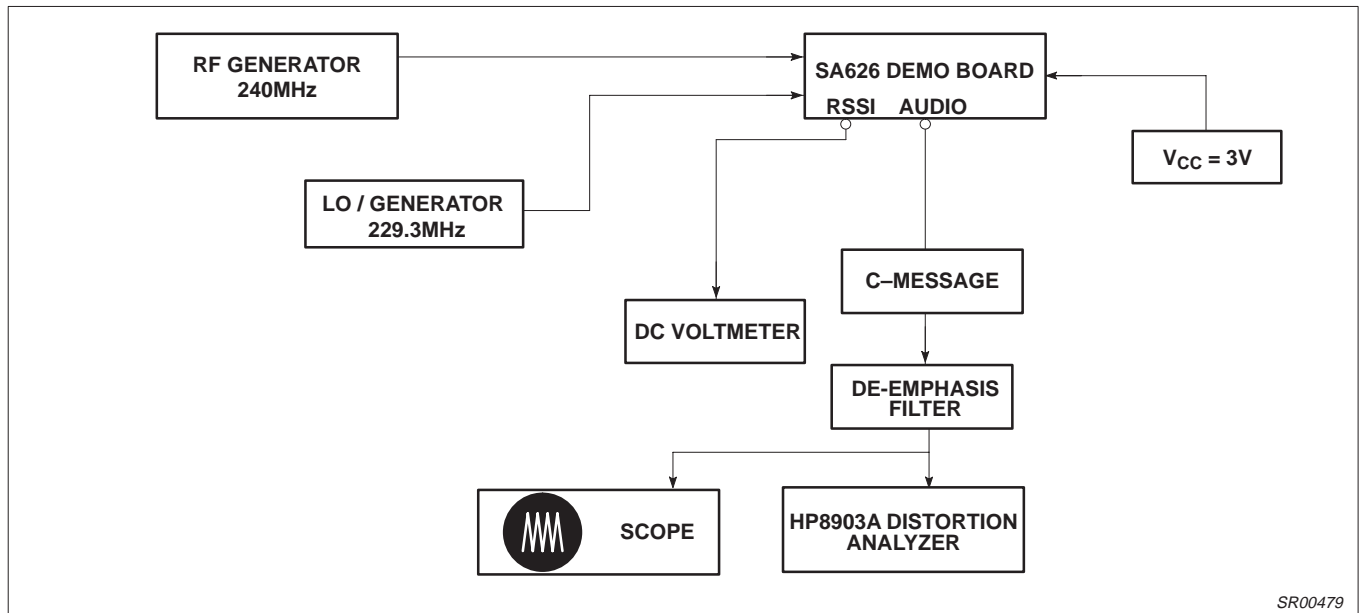 RF GENERATOR
240MHz
SA626 DEMO BOARD
RSSI AUDIO
VCC = 3V
LO / GENERATOR
229.3MHz
C–MESSAGE
DC VOLTMETER
DE-EMPHASIS
FILTER
SCOPE
HP8903A DISTORTION
ANALYZER
SR00479